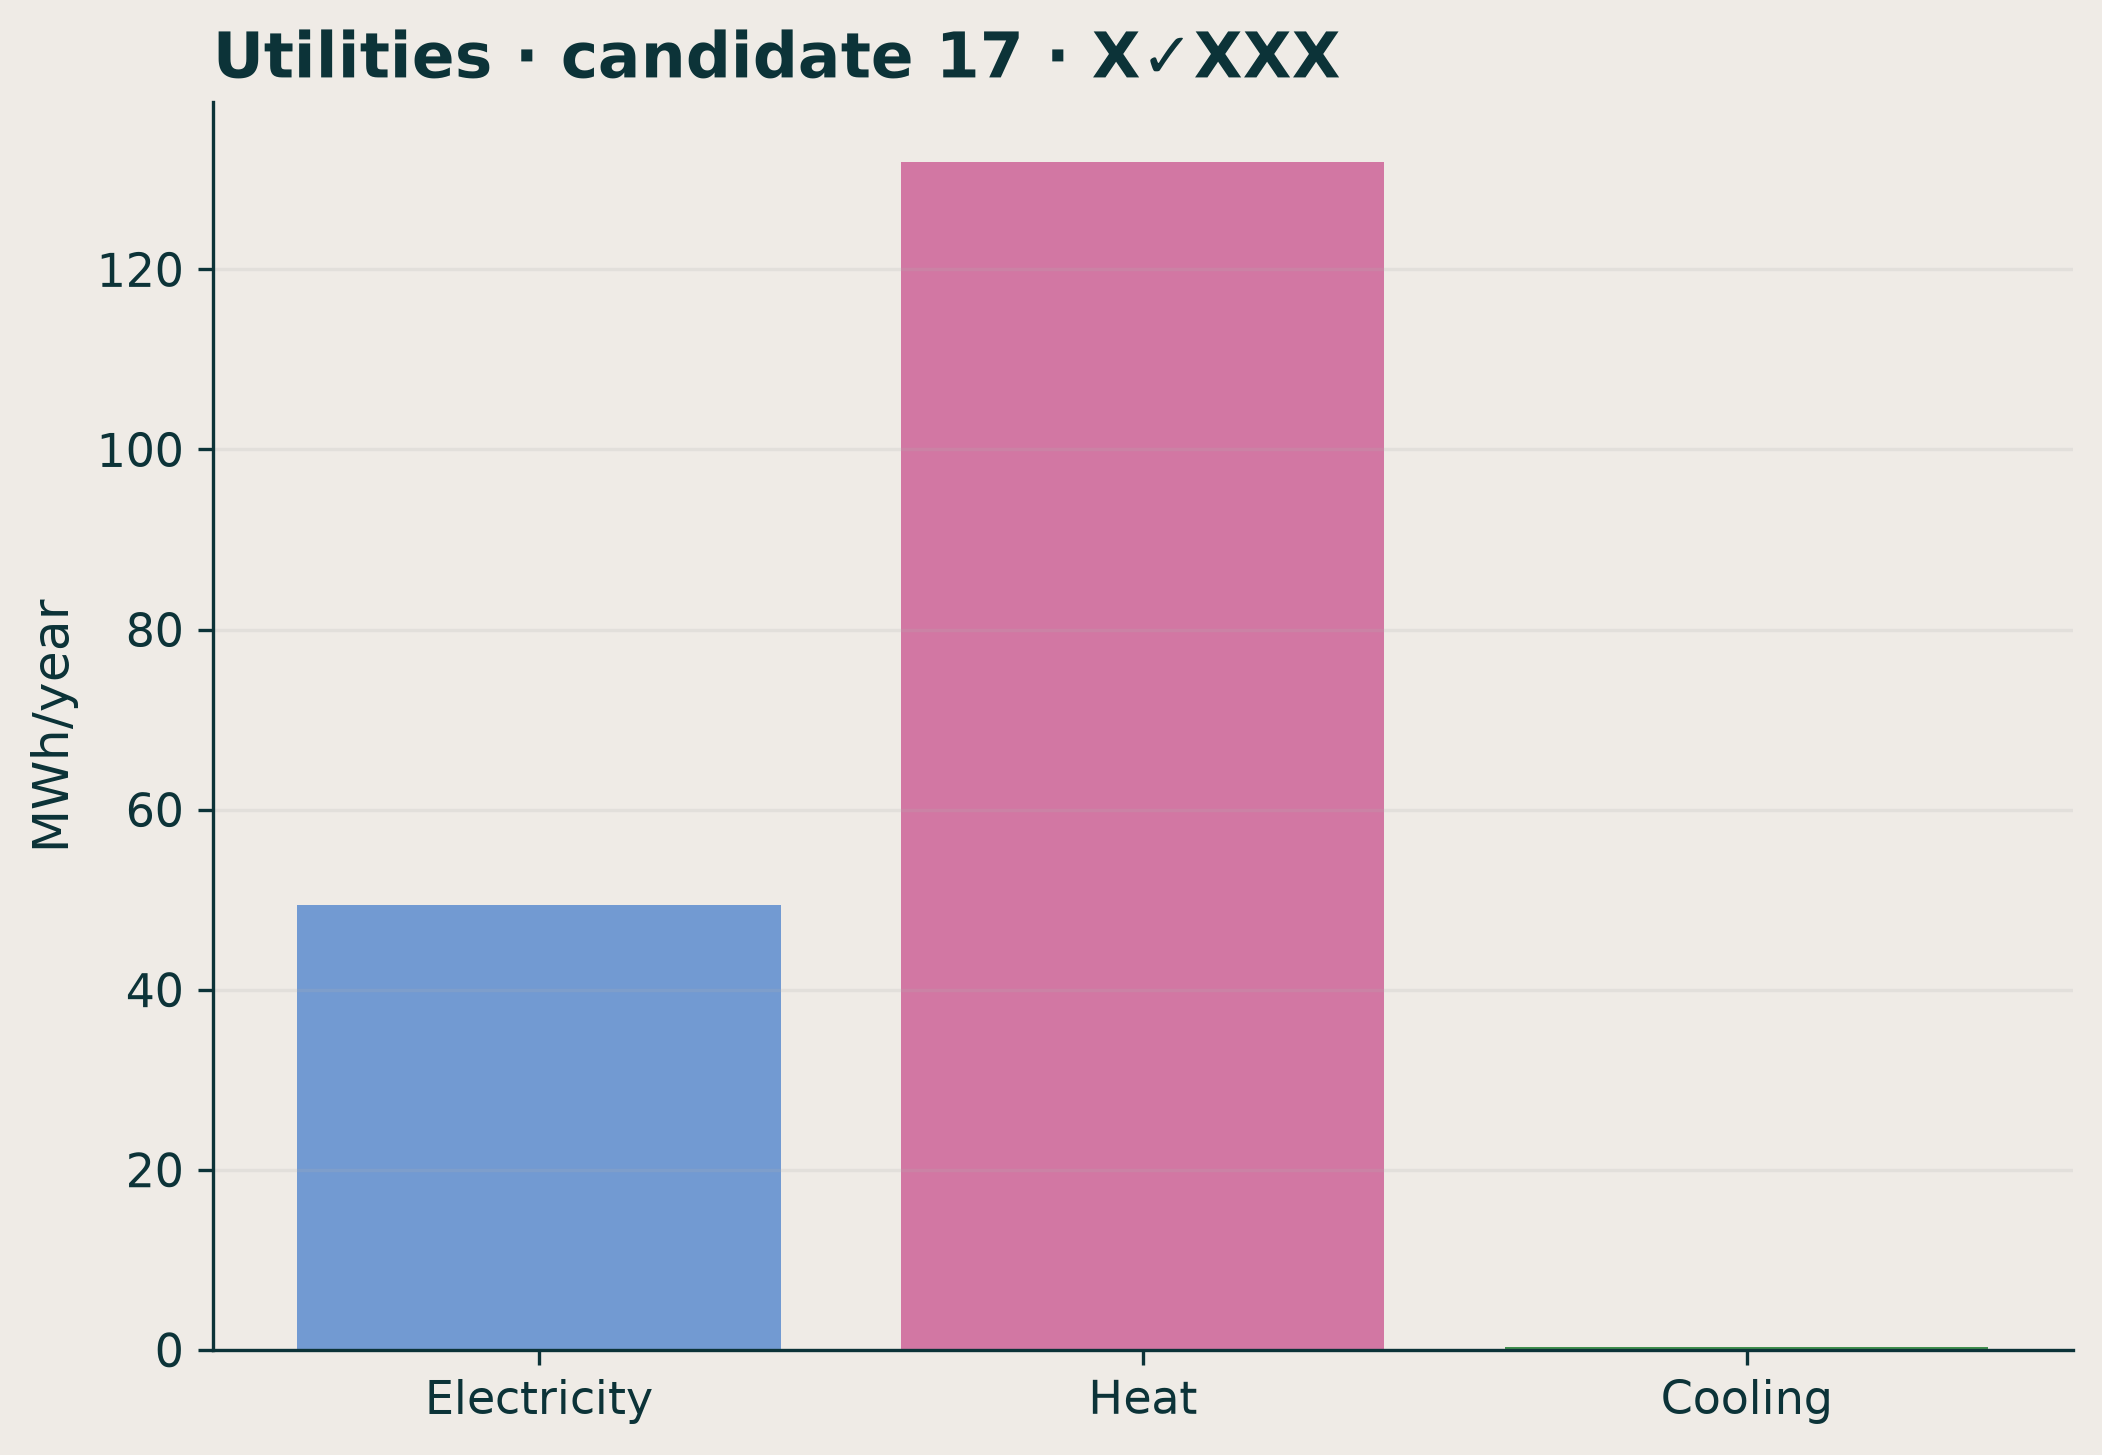 Utilities · candidate 17 · X✓XXX
MWh/year
120
100
80
60
40
20
0
Electricity
Heat
Cooling